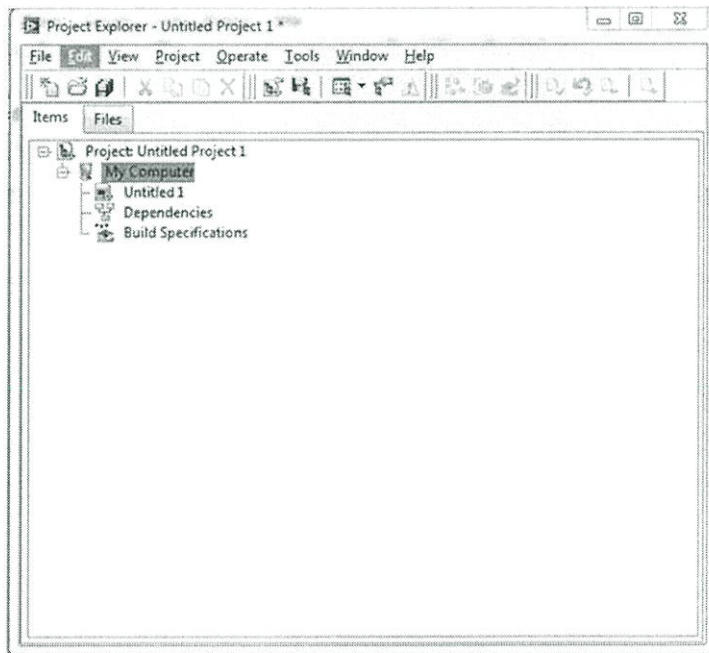 Project Explorer - Untitled Project 1 *
File Edit View Project Operate Tools Window Help
Items Files
Project: Untitled Project 1
My Computer
Untitled 1
Dependencies
Build Specifications